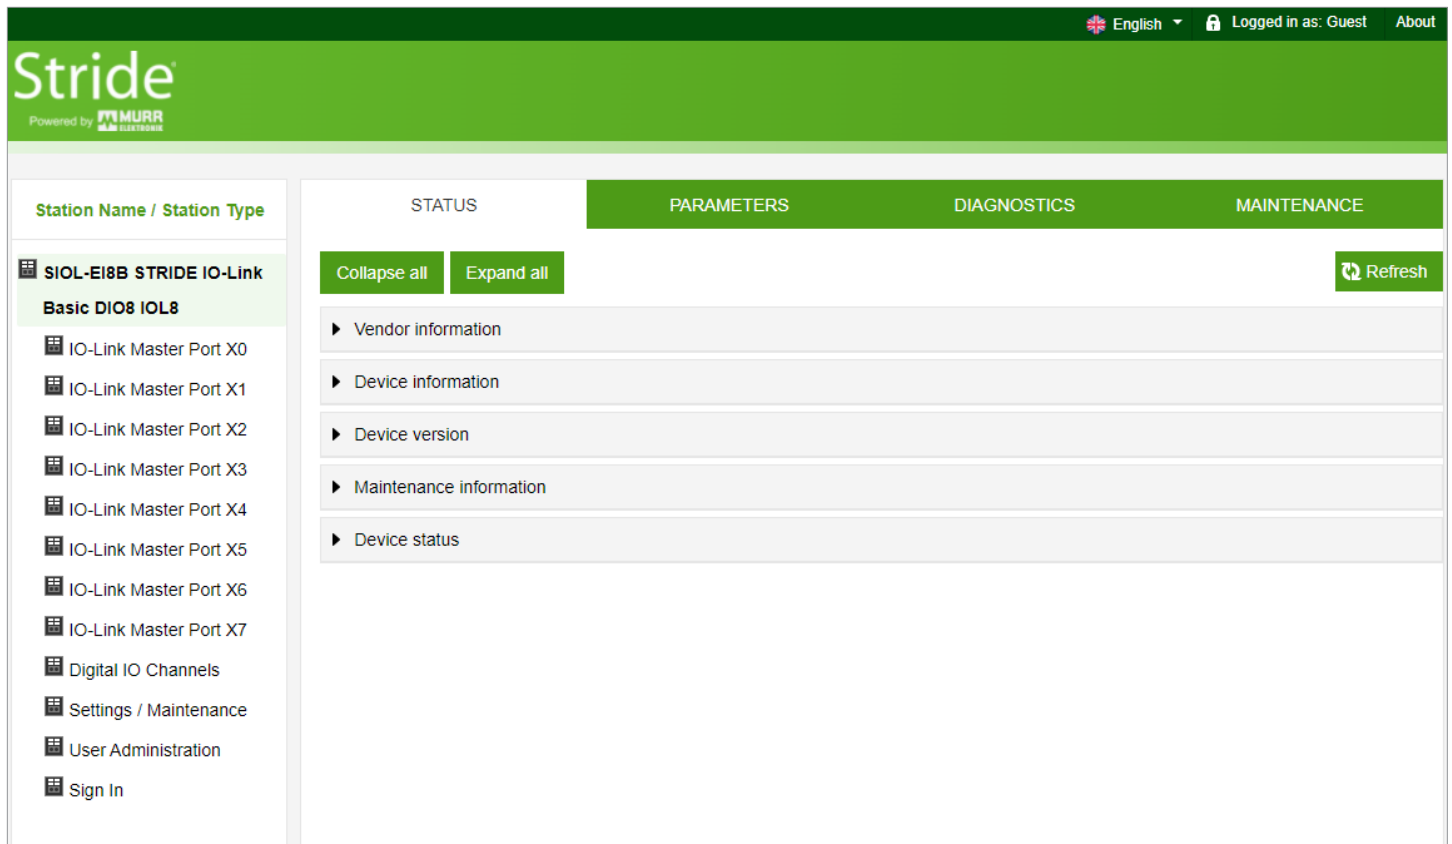 English Logged in as: Guest About
Stride
Powered by MURR
ELEKTRONIK
Station Name / Station Type
STATUS PARAMETERS DIAGNOSTICS MAINTENANCE
SIOL-EI8B STRIDE IO-Link
Basic DIO8 IOL8
IO-Link Master Port X0
IO-Link Master Port X1
IO-Link Master Port X2
IO-Link Master Port X3
IO-Link Master Port X4
IO-Link Master Port X5
IO-Link Master Port X6
IO-Link Master Port X7
Digital IO Channels
Settings / Maintenance
User Administration
Sign In
Collapse all Expand all Refresh
Vendor information
Device information
Device version
Maintenance information
Device status